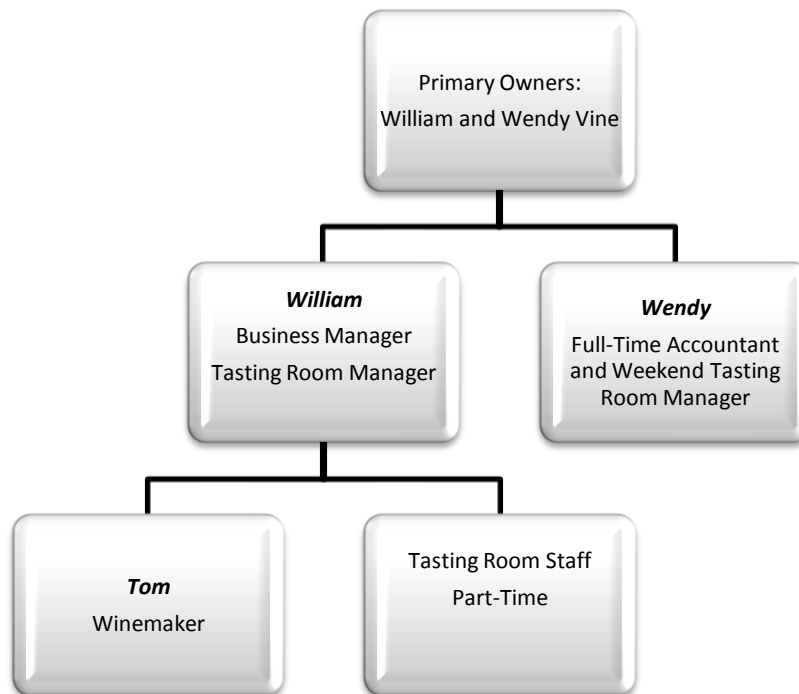 Primary Owners:
William and Wendy Vine
William
Business Manager
Tasting Room Manager
Wendy
Full-Time Accountant
and Weekend Tasting
Room Manager
Tom
Winemaker
Tasting Room Staff
Part-Time